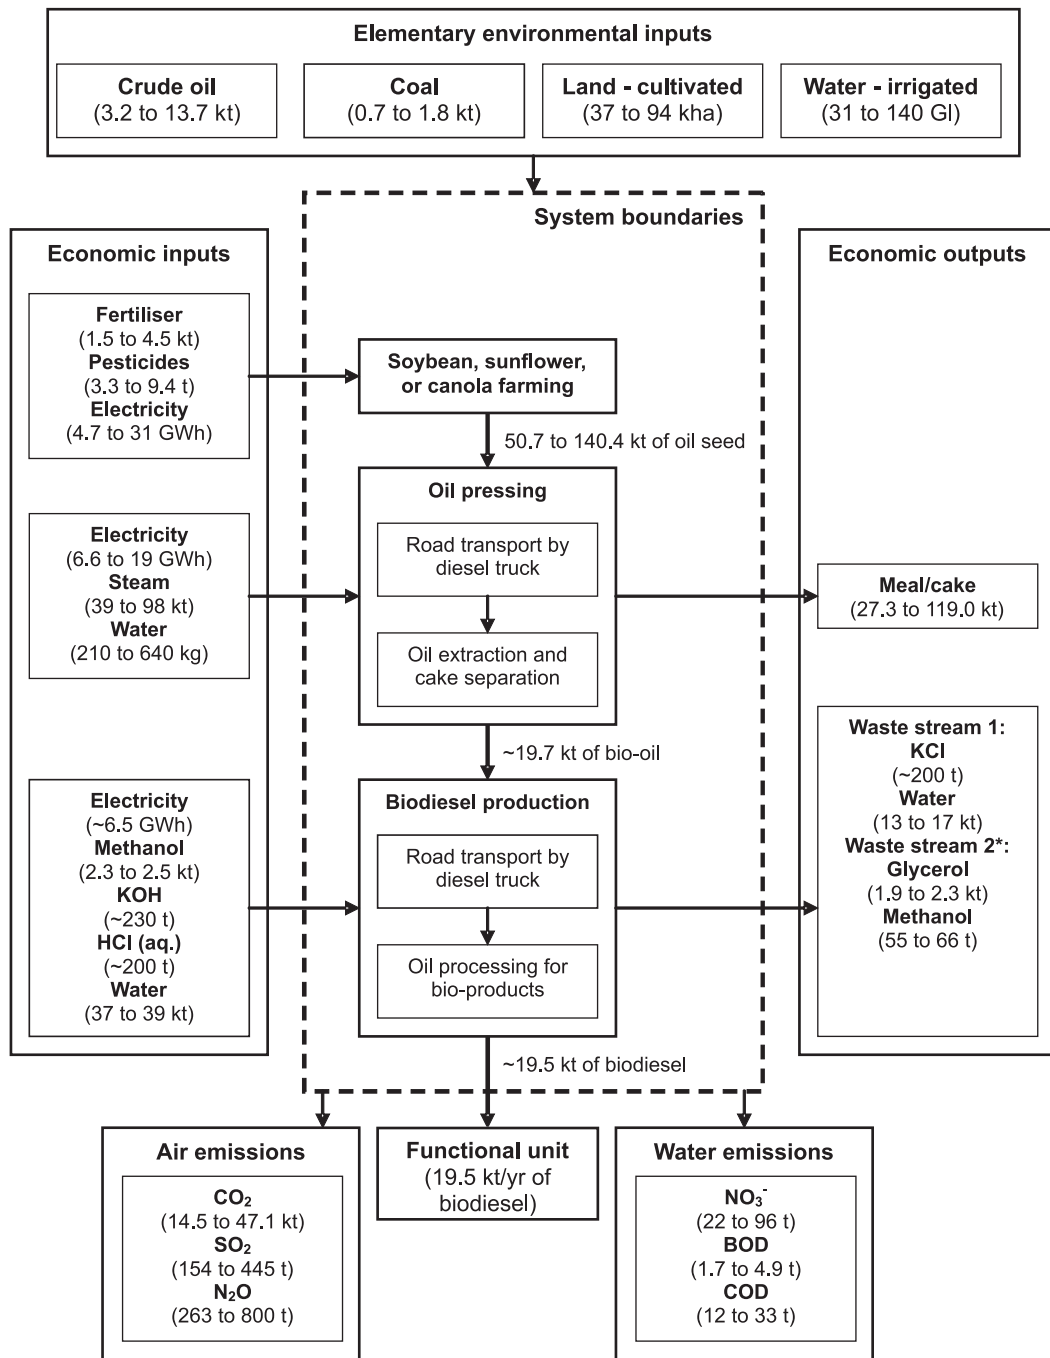 Elementary environmental inputs
Crude oil
(3.2 to 13.7 kt)
Coal
(0.7 to 1.8 kt)
Land - cultivated
(37 to 94 kha)
Water - irrigated
(31 to 140 Gl)
System boundaries
Economic inputs
Fertiliser
(1.5 to 4.5 kt)
Pesticides
(3.3 to 9.4 t)
Electricity
(4.7 to 31 GWh)
Electricity
(6.6 to 19 GWh)
Steam
(39 to 98 kt)
Water
(210 to 640 kg)
Electricity
(~6.5 GWh)
Methanol
(2.3 to 2.5 kt)
KOH
(~230 t)
HCl (aq.)
(~200 t)
Water
(37 to 39 kt)
Soybean, sunflower,
or canola farming
50.7 to 140.4 kt of oil seed
Oil pressing
Road transport by
diesel truck
Oil extraction and
cake separation
~19.7 kt of bio-oil
Biodiesel production
Road transport by
diesel truck
Oil processing for
bio-products
~19.5 kt of biodiesel
Economic outputs
Meal/cake
(27.3 to 119.0 kt)
Waste stream 1:
KCl
(~200 t)
Water
(13 to 17 kt)
Waste stream 2*:
Glycerol
(1.9 to 2.3 kt)
Methanol
(55 to 66 t)
Air emissions
CO₂
(14.5 to 47.1 kt)
SO₂
(154 to 445 t)
N₂O
(263 to 800 t)
Functional unit
(19.5 kt/yr of
biodiesel)
Water emissions
NO₃⁻
(22 to 96 t)
BOD
(1.7 to 4.9 t)
COD
(12 to 33 t)